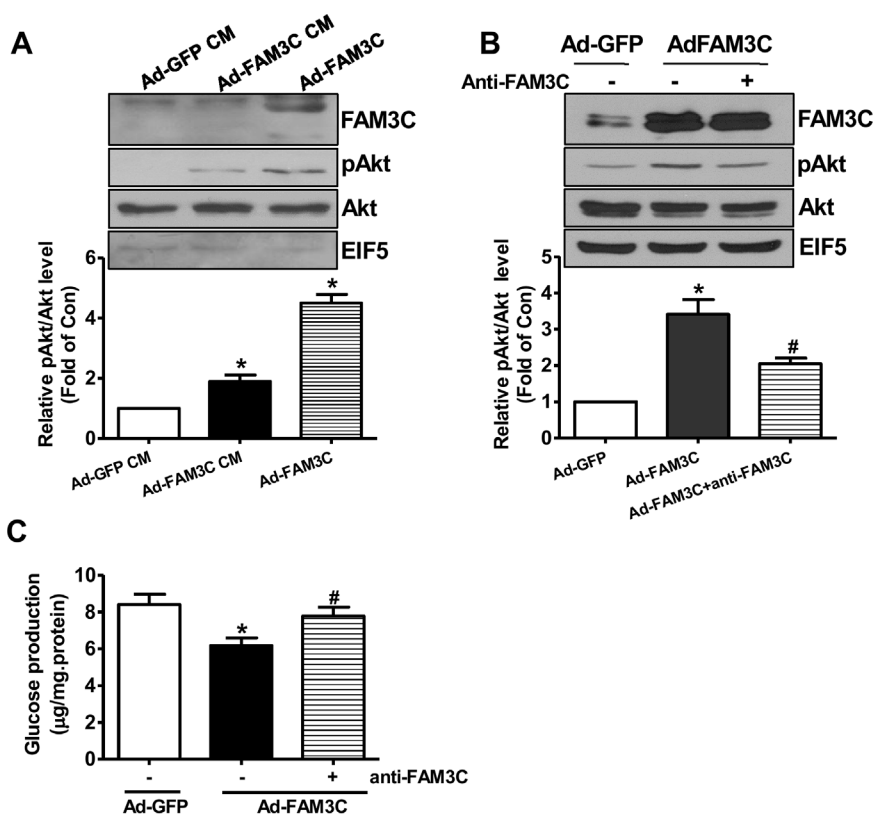 A
Ad-GFP CM
Ad-FAM3C CM
Ad-FAM3C
FAM3C
pAkt
Akt
EIF5
Relative pAkt/Akt level
(Fold of Con)
6
4
2
0
*
*
Ad-GFP CM
Ad-FAM3C CM
Ad-FAM3C
B
Ad-GFP AdFAM3C
Anti-FAM3C - - +
FAM3C
pAkt
Akt
EIF5
Relative pAkt/Akt level
(Fold of Con)
5
4
3
2
1
0
*
#
Ad-GFP
Ad-FAM3C
Ad-FAM3C+anti-FAM3C
C
Glucose production
(μg/mg.protein)
10
8
6
4
2
0
*
#
- - + anti-FAM3C
Ad-GFP Ad-FAM3C